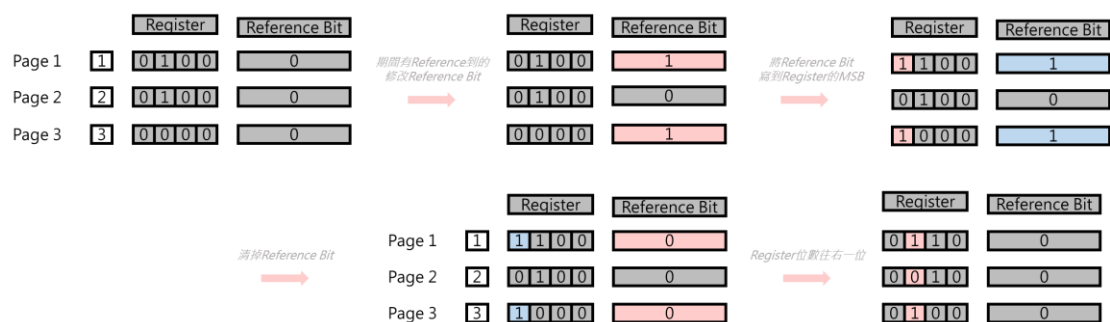 Register Reference Bit Register Reference Bit Register Reference Bit
Page 1 1 0 1 0 0 0 期間有Reference到的 0 1 0 0 1 將Reference Bit 1 1 0 0 1
修改Reference Bit 寫到Register的MSB
Page 2 2 0 1 0 0 0 0 1 0 0 0 0 1 0 0 0
Page 3 3 0 0 0 0 0 0 0 0 0 1 1 0 0 0 1
Register Reference Bit Register Reference Bit
清掉Reference Bit Page 1 1 1 1 0 0 0 Register位數往右一位 0 1 1 0 0
Page 2 2 0 1 0 0 0 0 0 1 0 0
Page 3 3 1 0 0 0 0 0 1 0 0 0